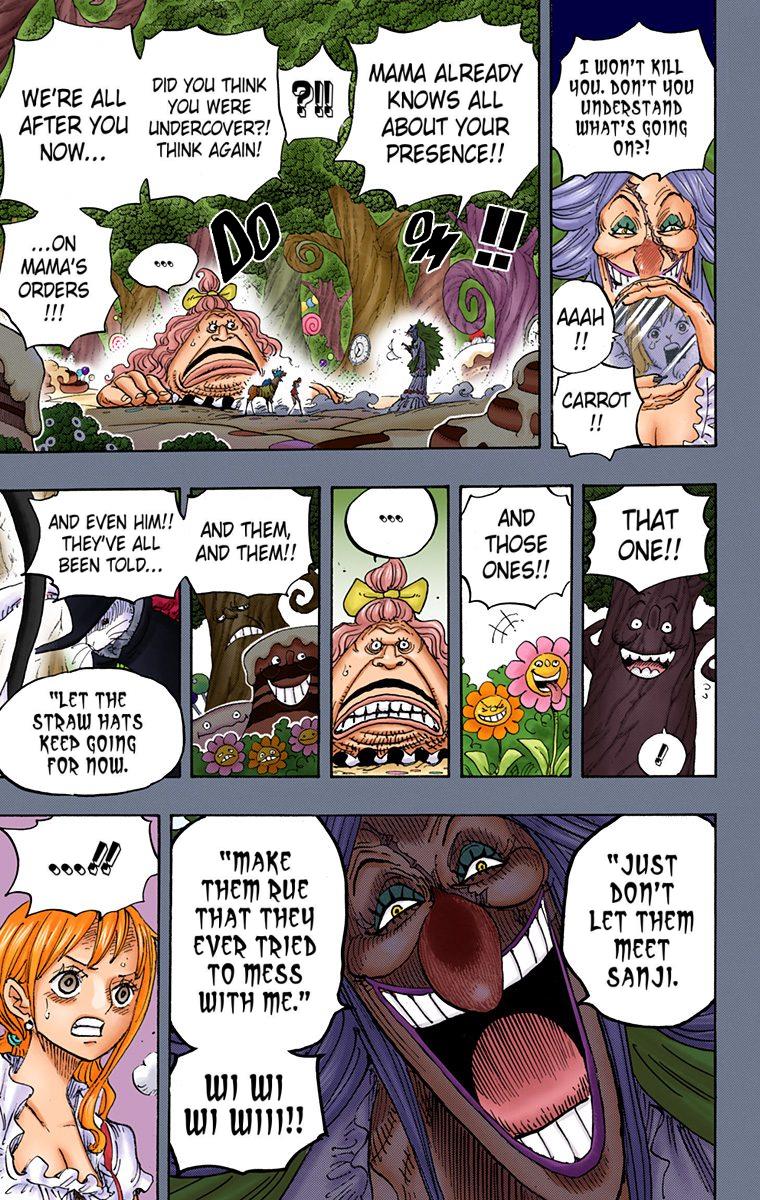 I WON'T KILL
YOU. DON'T YOU
UNDERSTAND
WHAT'S GOING
ON?!
AAAH
!!
CARROT
!!
MAMA ALREADY
KNOWS ALL
ABOUT YOUR
PRESENCE!!
?!!
DID YOU THINK
YOU WERE
UNDERCOVER?!
THINK AGAIN!
WE'RE ALL
AFTER YOU
NOW...
...ON
MAMA'S
ORDERS
!!!
...
DO
OM
!!
THAT
ONE!!
!
AND
THOSE
ONES!!
...
AND THEM,
AND THEM!!
AND EVEN HIM!!
THEY'VE ALL
BEEN TOLD...
"LET THE
STRAW HATS
KEEP GOING
FOR NOW.
"JUST
DON'T
LET THEM
MEET
SANJI.
"MAKE
THEM RUE
THAT THEY
EVER TRIED
TO MESS
WITH ME."
WI WI
WI WIII!!
...!!